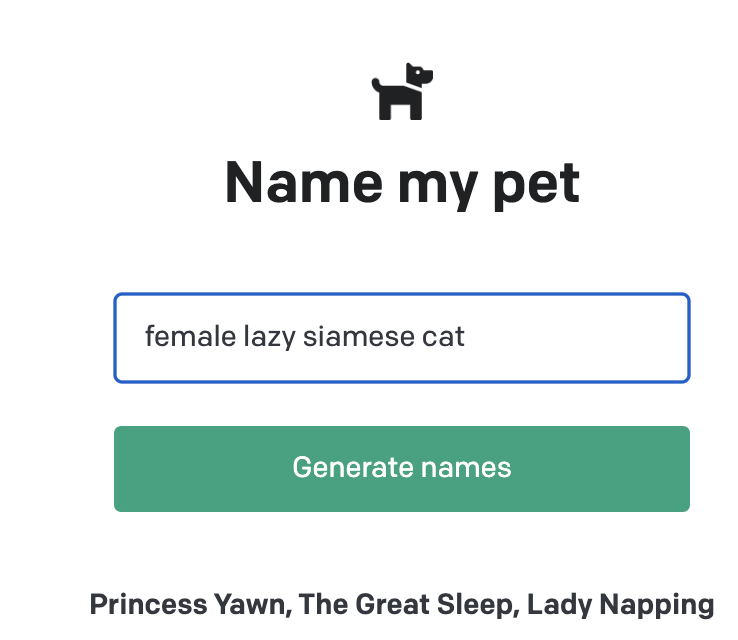 Name my pet
female lazy siamese cat
Generate names
Princess Yawn, The Great Sleep, Lady Napping